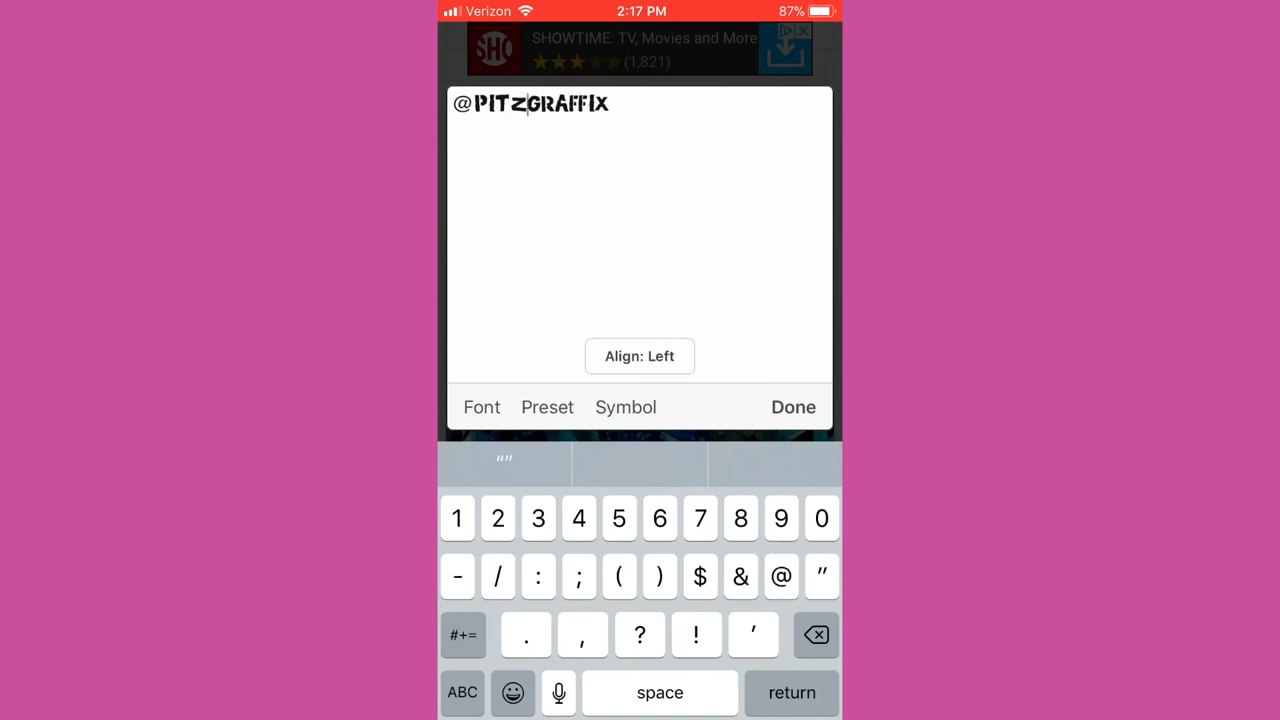 Verizon 2:17 PM 87%
SHO SHOWTIME: TV, Movies and More
(1,821)
@PITZGRAFFIX
Align: Left
Font Preset Symbol Done
“”
1 2 3 4 5 6 7 8 9 0
- / : ; ( ) $ & @ "
#+= . , ? ! '
ABC space return